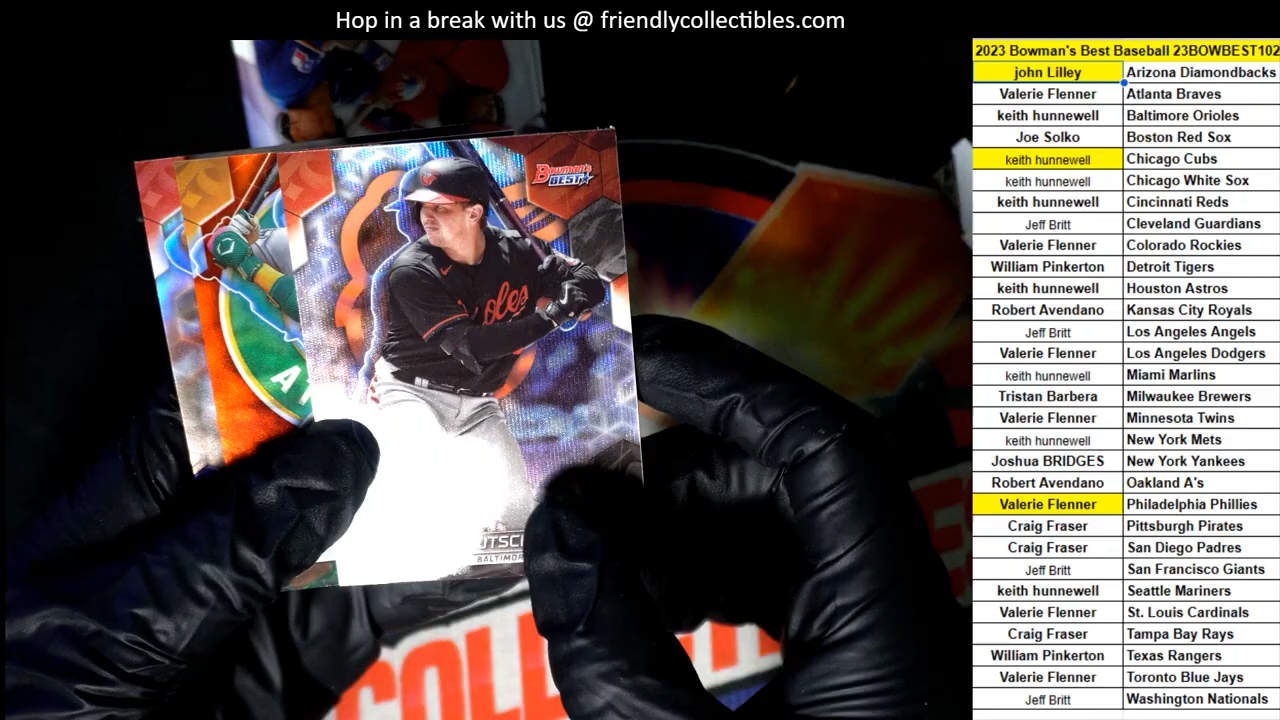 Hop in a break with us @ friendlycollectibles.com
2023 Bowman's Best Baseball 23BOWBEST102
john Lilley Arizona Diamondbacks
Valerie Flenner Atlanta Braves
keith hunnewell Baltimore Orioles
Joe Solko Boston Red Sox
keith hunnewell Chicago Cubs
keith hunnewell Chicago White Sox
keith hunnewell Cincinnati Reds
Jeff Britt Cleveland Guardians
Valerie Flenner Colorado Rockies
William Pinkerton Detroit Tigers
keith hunnewell Houston Astros
Robert Avendano Kansas City Royals
Jeff Britt Los Angeles Angels
Valerie Flenner Los Angeles Dodgers
keith hunnewell Miami Marlins
Tristan Barbera Milwaukee Brewers
Valerie Flenner Minnesota Twins
keith hunnewell New York Mets
Joshua BRIDGES New York Yankees
Robert Avendano Oakland A's
Valerie Flenner Philadelphia Phillies
Craig Fraser Pittsburgh Pirates
Craig Fraser San Diego Padres
Jeff Britt San Francisco Giants
keith hunnewell Seattle Mariners
Valerie Flenner St. Louis Cardinals
Craig Fraser Tampa Bay Rays
William Pinkerton Texas Rangers
Valerie Flenner Toronto Blue Jays
Jeff Britt Washington Nationals
Bowman's
BEST
oles
UTSC
BALTIMOR
COLL